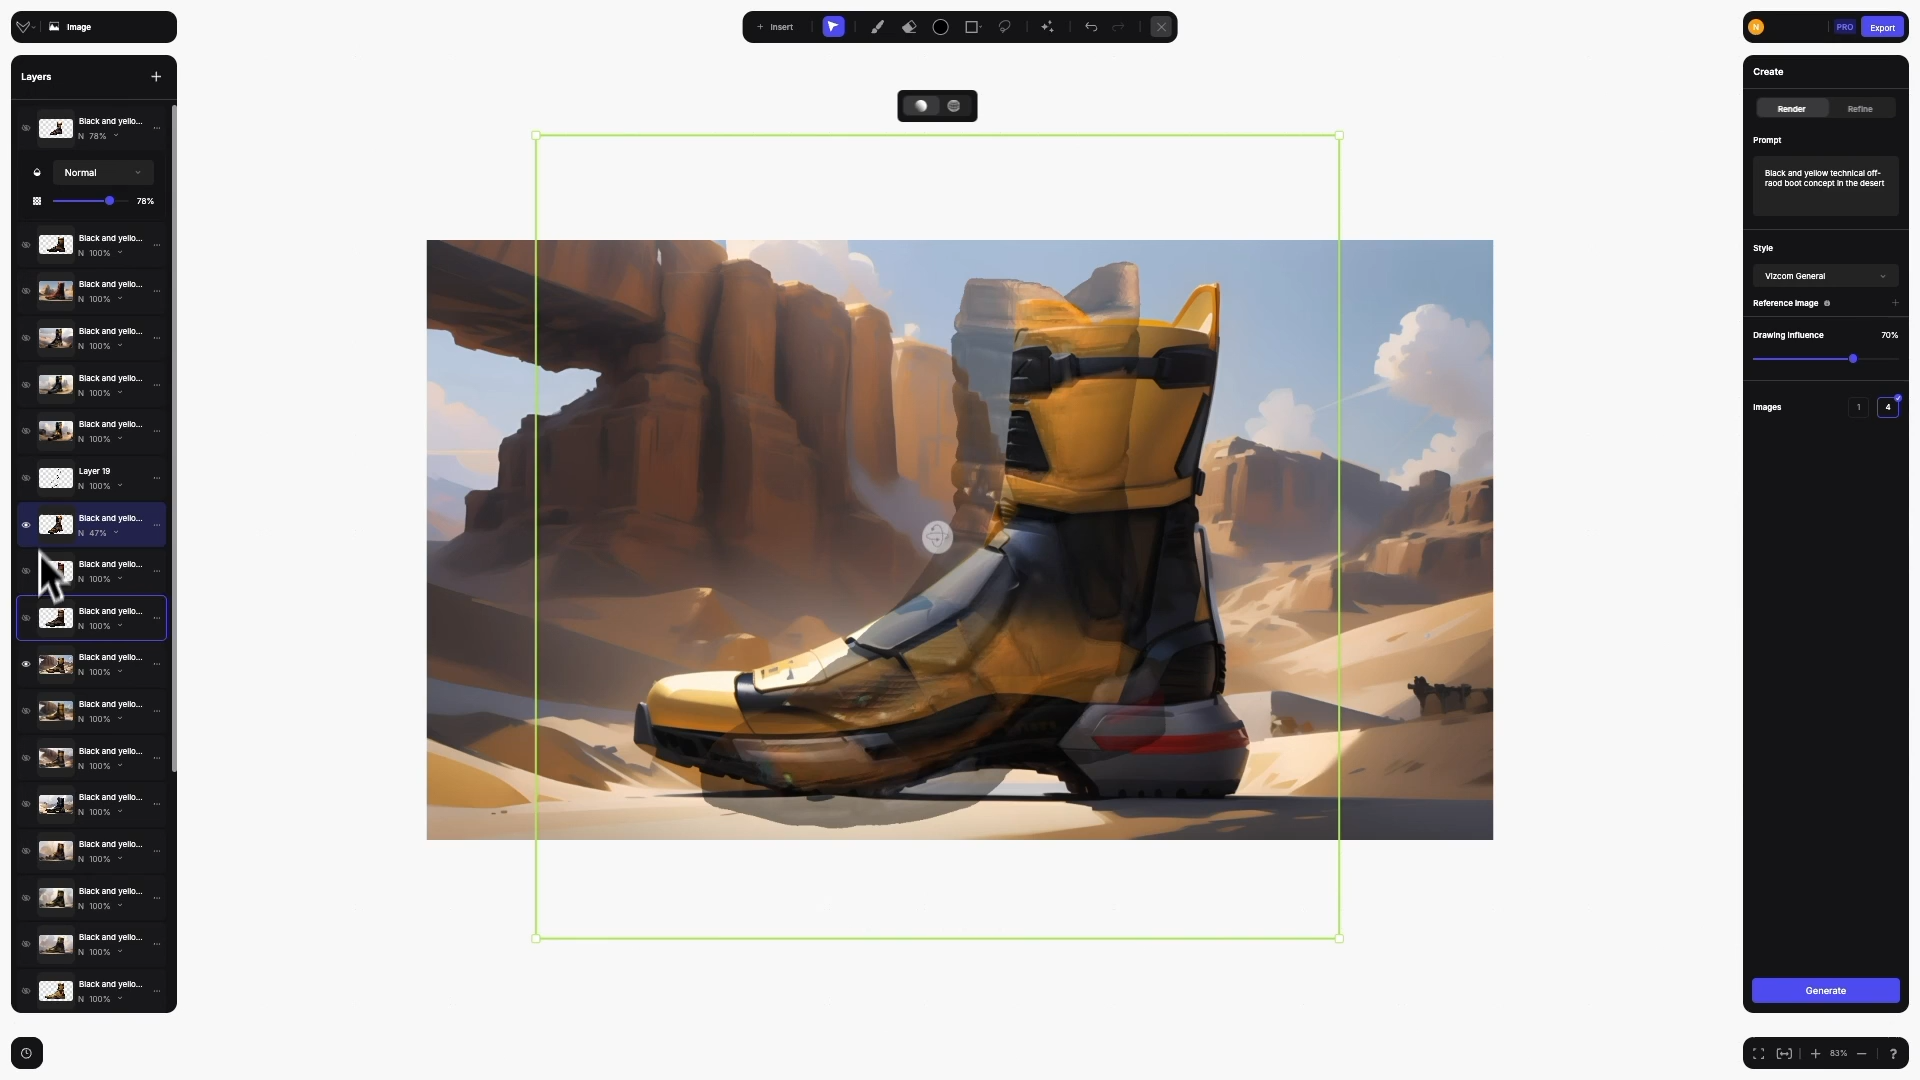 Image
Insert
N
PRO
Export
Layers
Black and yello...
N 78%
Normal
78%
Black and yello...
N 100%
Black and yello...
N 100%
Black and yello...
N 100%
Black and yello...
N 100%
Black and yello...
N 100%
Layer 19
N 100%
Black and yello...
N 47%
Black and yello...
N 100%
Black and yello...
N 100%
Black and yello...
N 100%
Black and yello...
N 100%
Black and yello...
N 100%
Black and yello...
N 100%
Black and yello...
N 100%
Black and yello...
N 100%
Black and yello...
N 100%
Black and yello...
N 100%
Create
Render
Refine
Prompt
Black and yellow technical off-
raod boot concept in the desert
Style
Vizcom General
Reference Image
Drawing influence 70%
Images 1 4
Generate
83%
?